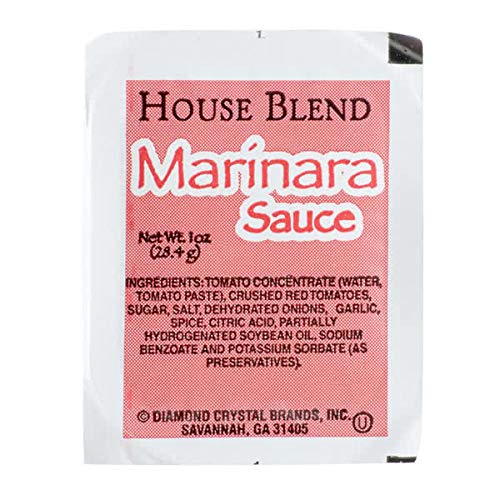 HOUSE BLEND
Marinara
Sauce
Net Wt. 1 oz
(28.4g)
INGREDIENTS: TOMATO CONCENTRATE (WATER,
TOMATO PASTE), CRUSHED RED TOMATOES,
SUGAR, SALT, DEHYDRATED ONIONS, GARLIC,
SPICE, CITRIC ACID, PARTIALLY
HYDROGENATED SOYBEAN OIL, SODIUM
BENZOATE AND POTASSIUM SORBATE (AS
PRESERVATIVES).
© DIAMOND CRYSTAL BRANDS, INC. Ⓤ
SAVANNAH, GA 31405